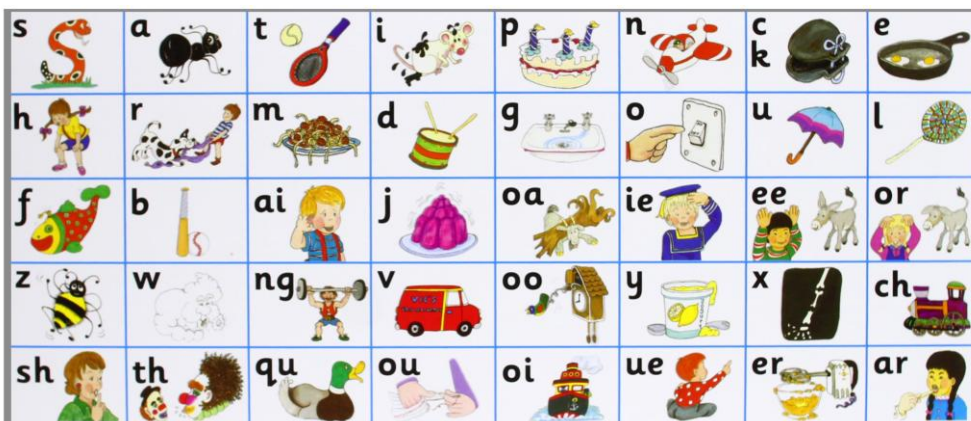 s a t i p n c k e
h r m d g o u l
f b ai j oa ie ee or
z w ng v oo y x ch
sh th qu ou oi ue er ar